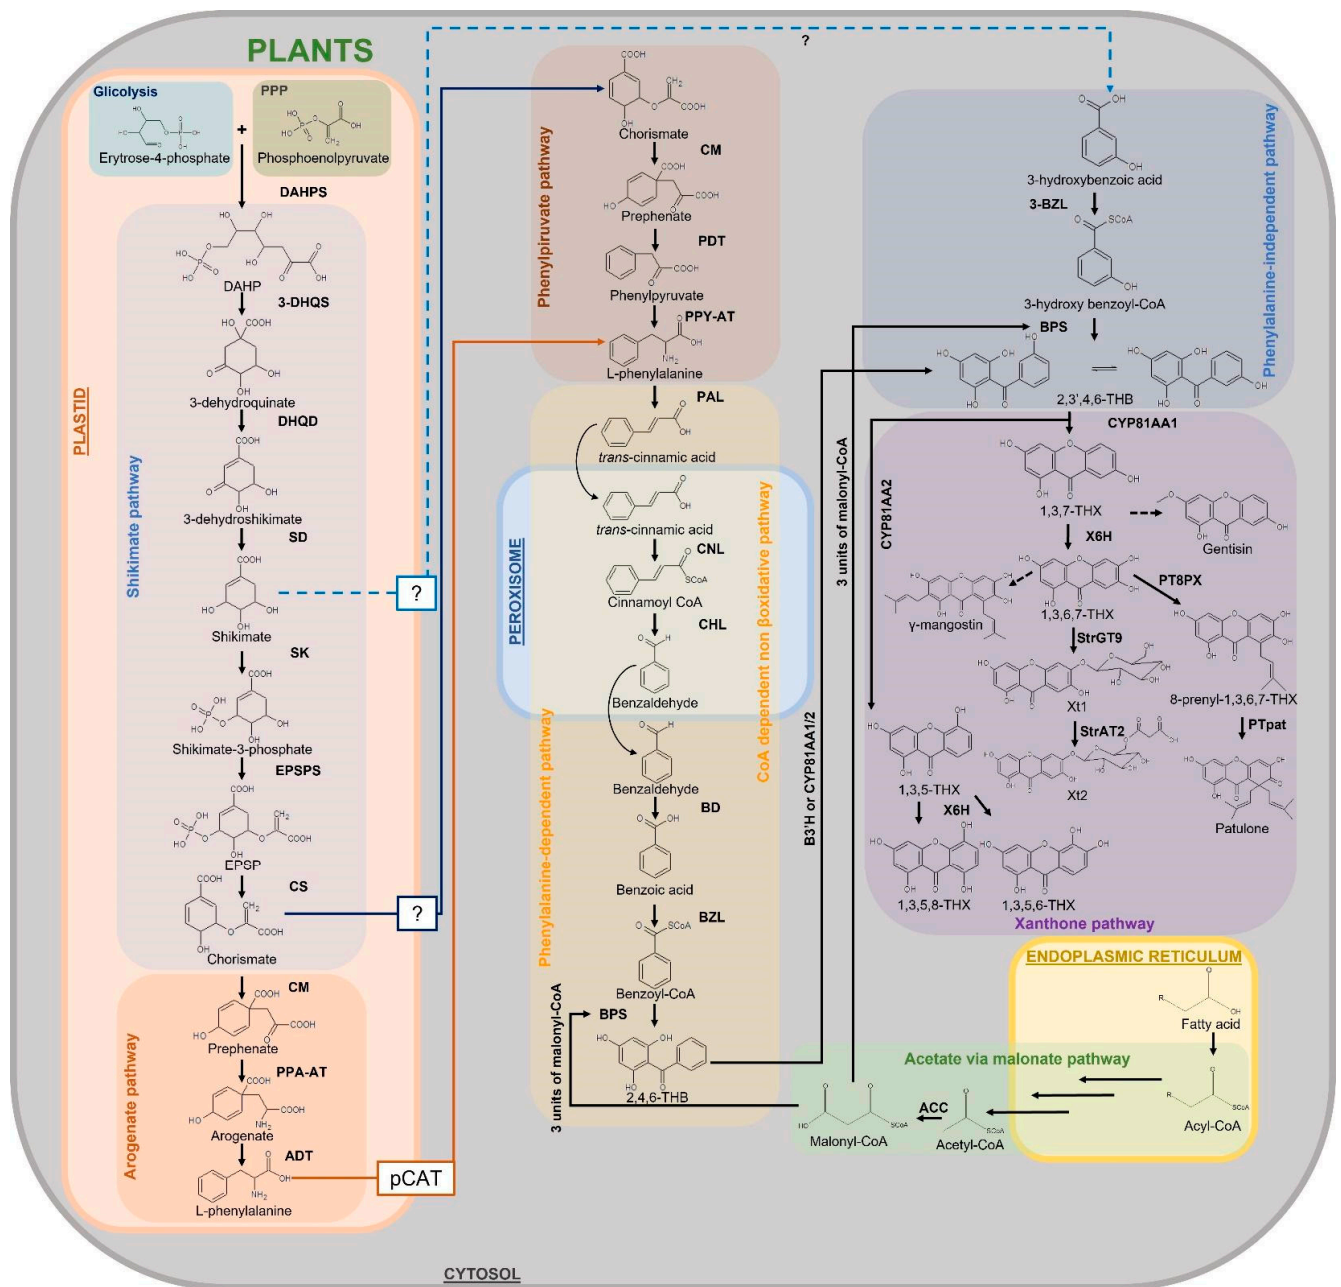 PLANTS
?
Glicolysis
PPP
Erytrose-4-phosphate
+
Phosphoenolpyruvate
DAHPS
DAHP
3-DHQS
3-dehydroquinate
DHQD
3-dehydroshikimate
SD
Shikimate
?
SK
Shikimate-3-phosphate
EPSPS
EPSP
CS
?
Chorismate
Shikimate pathway
PLASTID
CM
Prephenate
PPA-AT
Arogenate
ADT
L-phenylalanine
pCAT
Arogenate pathway
Chorismate
CM
Prephenate
PDT
Phenylpyruvate
PPY-AT
L-phenylalanine
Phenylpiruvate pathway
PAL
trans-cinnamic acid
trans-cinnamic acid
CNL
Cinnamoyl CoA
CHL
Benzaldehyde
PEROXISOME
Benzaldehyde
BD
Benzoic acid
BZL
Benzoyl-CoA
BPS
2,4,6-THB
Phenylalanine-dependent pathway
CoA dependent non βoxidative pathway
3 units of malonyl-CoA
B3'H or CYP81AA1/2
3 units of malonyl-CoA
3-hydroxybenzoic acid
3-BZL
3-hydroxy benzoyl-CoA
BPS
2,3',4,6-THB
Phenylalanine-independent pathway
CYP81AA1
CYP81AA2
1,3,7-THX
Gentisin
X6H
γ-mangostin
1,3,6,7-THX
PT8PX
StrGT9
Xt1
8-prenyl-1,3,6,7-THX
StrAT2
PTpat
Xt2
Patulone
1,3,5-THX
X6H
1,3,5,8-THX
1,3,5,6-THX
Xanthone pathway
ENDOPLASMIC RETICULUM
Fatty acid
Acyl-CoA
Acetate via malonate pathway
ACC
Malonyl-CoA
Acetyl-CoA
CYTOSOL